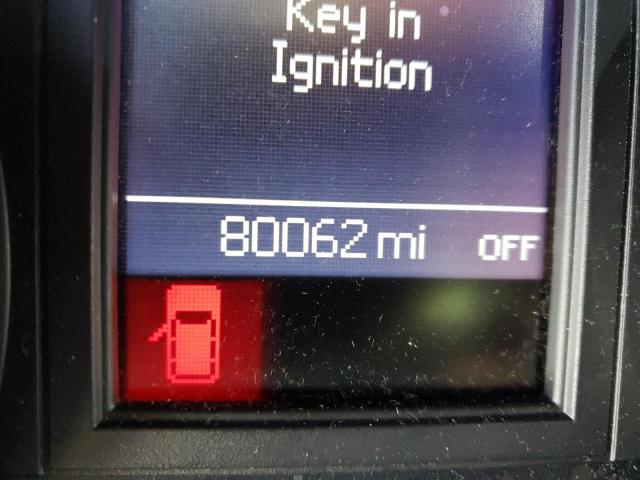 Key in
Ignition
80062 mi OFF